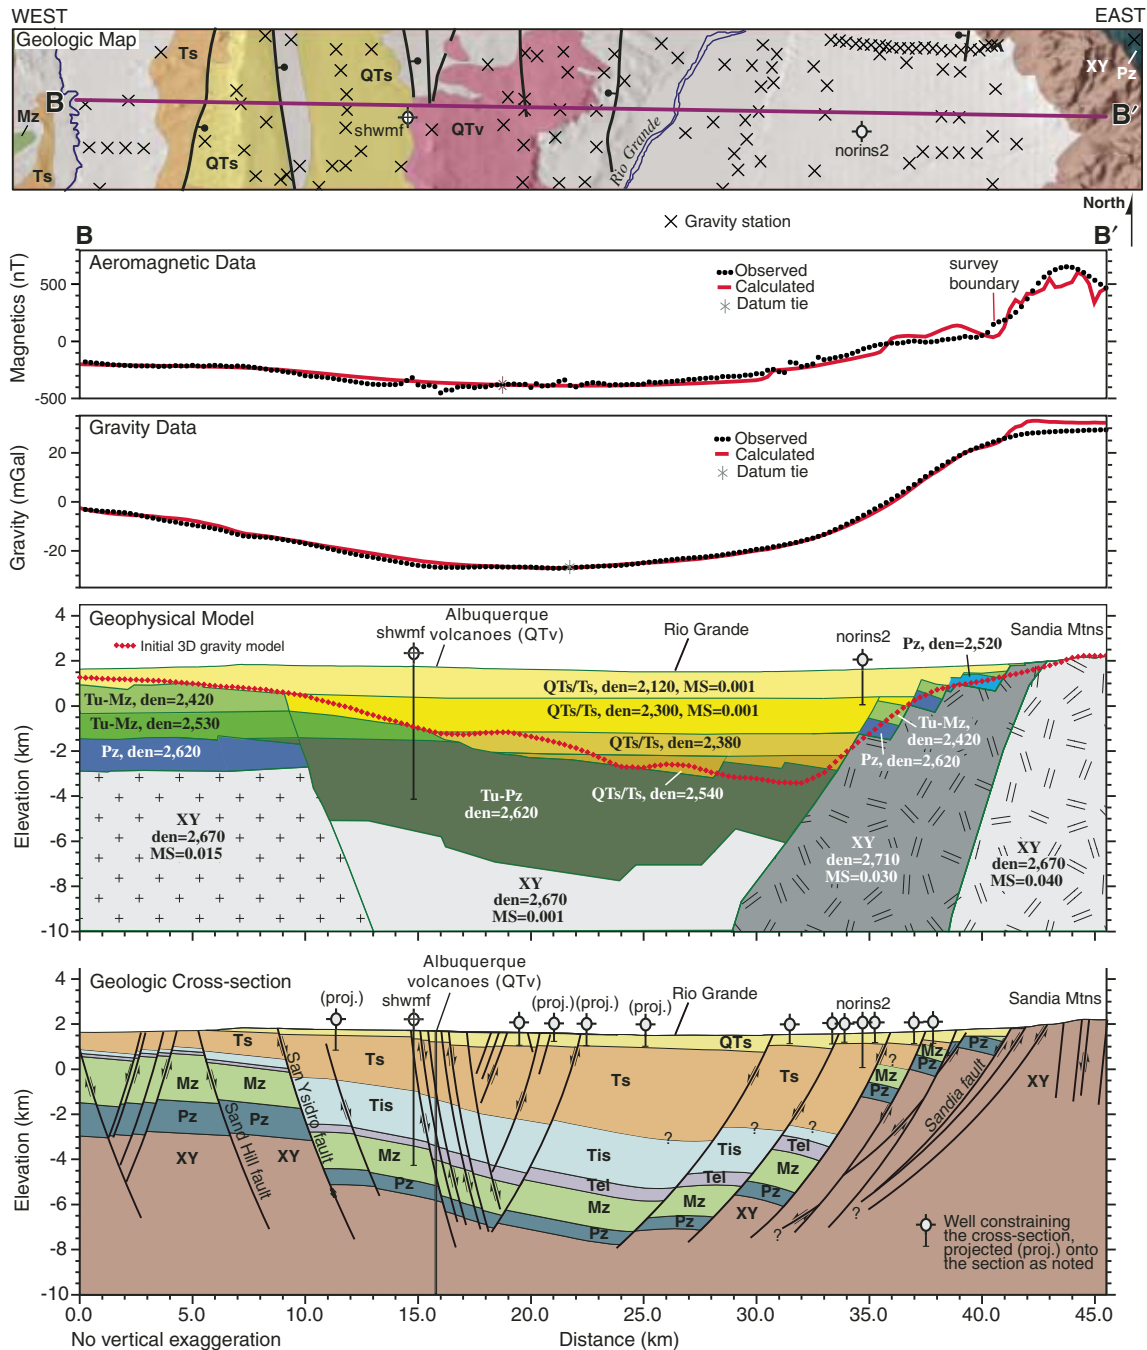 WEST
EAST
Geologic Map
Ts
QTs
XY
Pz
B
B′
Mz
shwmf
QTv
norins2
Ts
QTs
Rio Grande
North
Gravity station
B
B′
Aeromagnetic Data
Observed
Calculated
Datum tie
survey
boundary
Magnetics (nT)
500
0
-500
Gravity Data
Observed
Calculated
Datum tie
Gravity (mGal)
20
0
-20
Geophysical Model
Initial 3D gravity model
shwmf
Albuquerque
volcanoes (QTv)
Rio Grande
norins2
Pz, den=2,520
Sandia Mtns
QTs/Ts, den=2,120, MS=0.001
Tu-Mz, den=2,420
QTs/Ts, den=2,300, MS=0.001
Tu-Mz, den=2,530
QTs/Ts, den=2,380
Tu-Mz,
den=2,420
Pz, den=2,620
Pz, den=2,620
QTs/Ts, den=2,540
Tu-Pz
den=2,620
XY
den=2,670
MS=0.015
XY
den=2,710
MS=0.030
XY
den=2,670
MS=0.040
XY
den=2,670
MS=0.001
Elevation (km)
4
2
0
-2
-4
-6
-8
-10
Geologic Cross-section
(proj.)
shwmf
Albuquerque
volcanoes (QTv)
(proj.)
(proj.)
(proj.)
Rio Grande
norins2
Sandia Mtns
Ts
QTs
Ts
Ts
Ts
?
Mz
Pz
Pz
Mz
Mz
San Ysidro fault
Mz
Pz
Sandia fault
XY
Pz
Pz
Sand Hill fault
Tis
?
?
?
XY
XY
Mz
Tis
Tis
Tel
Pz
Tel
Tel
Mz
Mz
Mz
Pz
Pz
Pz
XY
?
?
Well constraining
the cross-section,
projected (proj.) onto
the section as noted
Elevation (km)
4
2
0
-2
-4
-6
-8
-10
0.0
5.0
10.0
15.0
20.0
25.0
30.0
35.0
40.0
45.0
No vertical exaggeration
Distance (km)